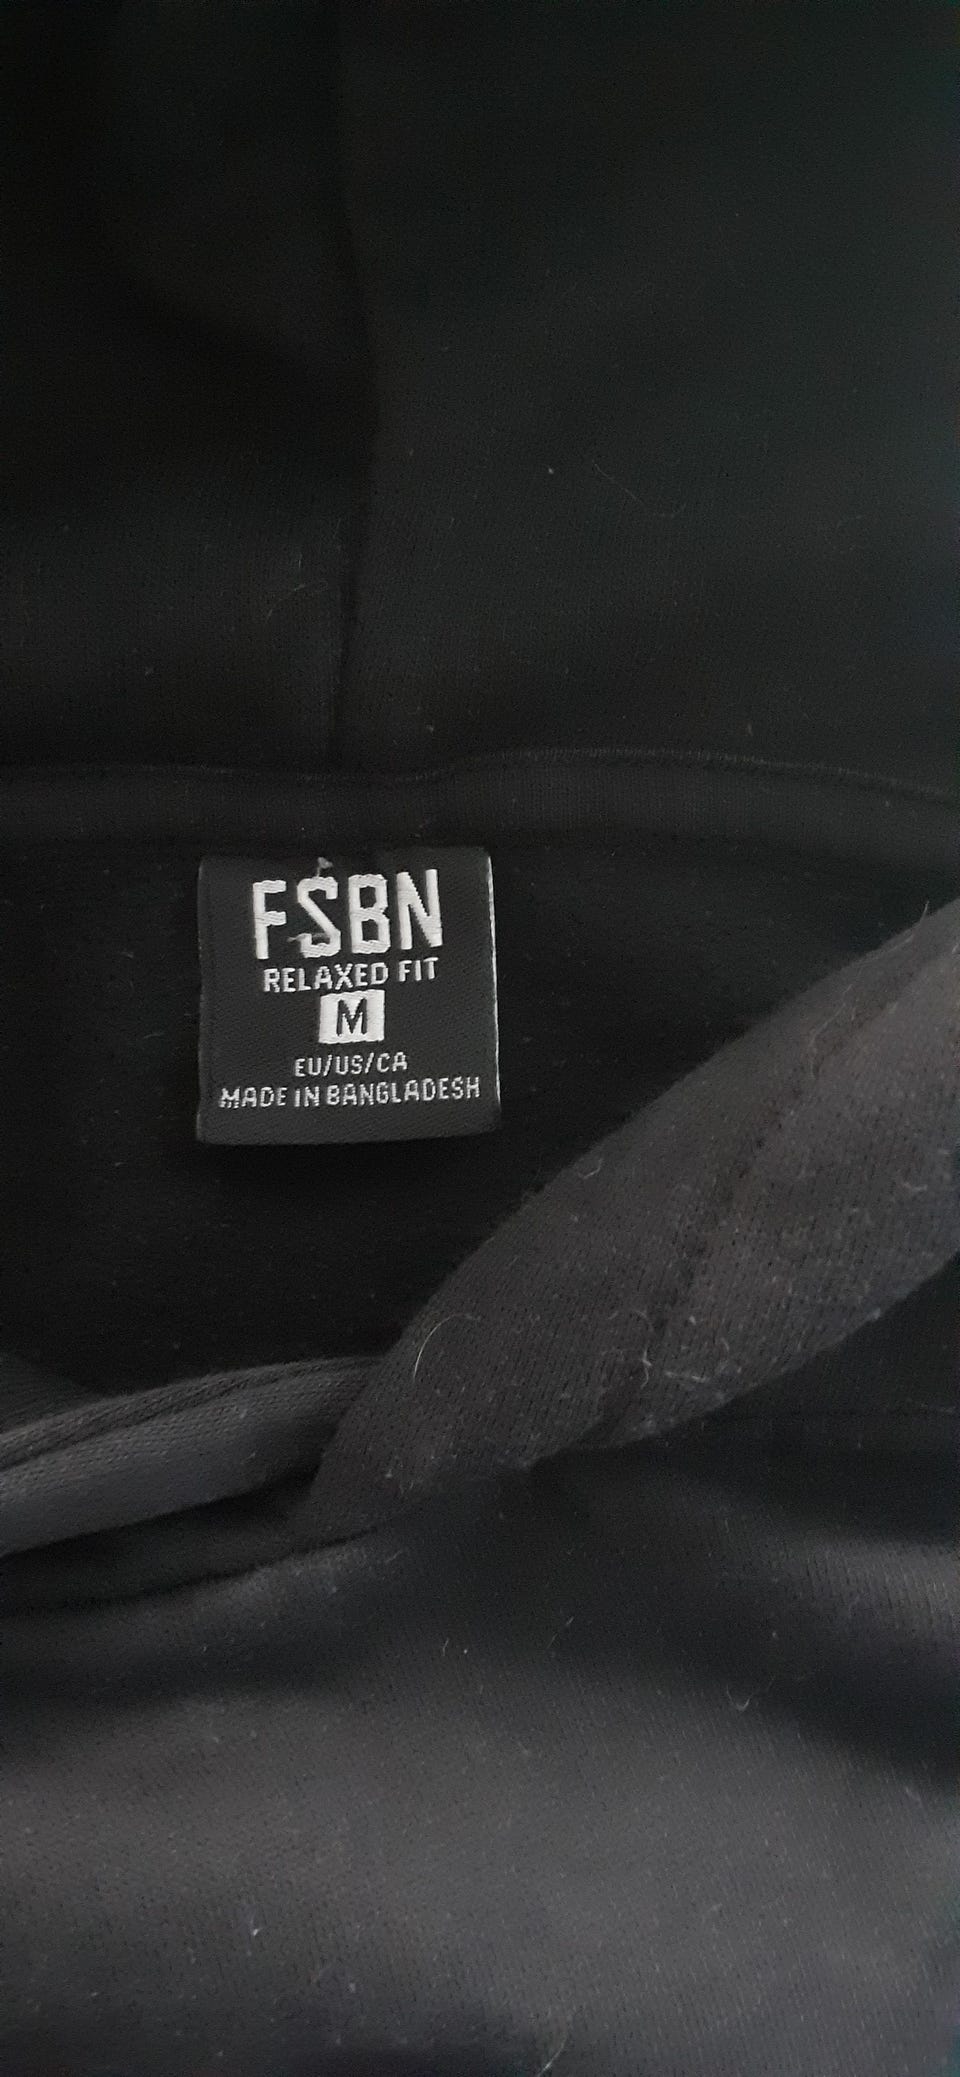 FSBN
RELAXED FIT
M
EU/US/CA
MADE IN BANGLADESH